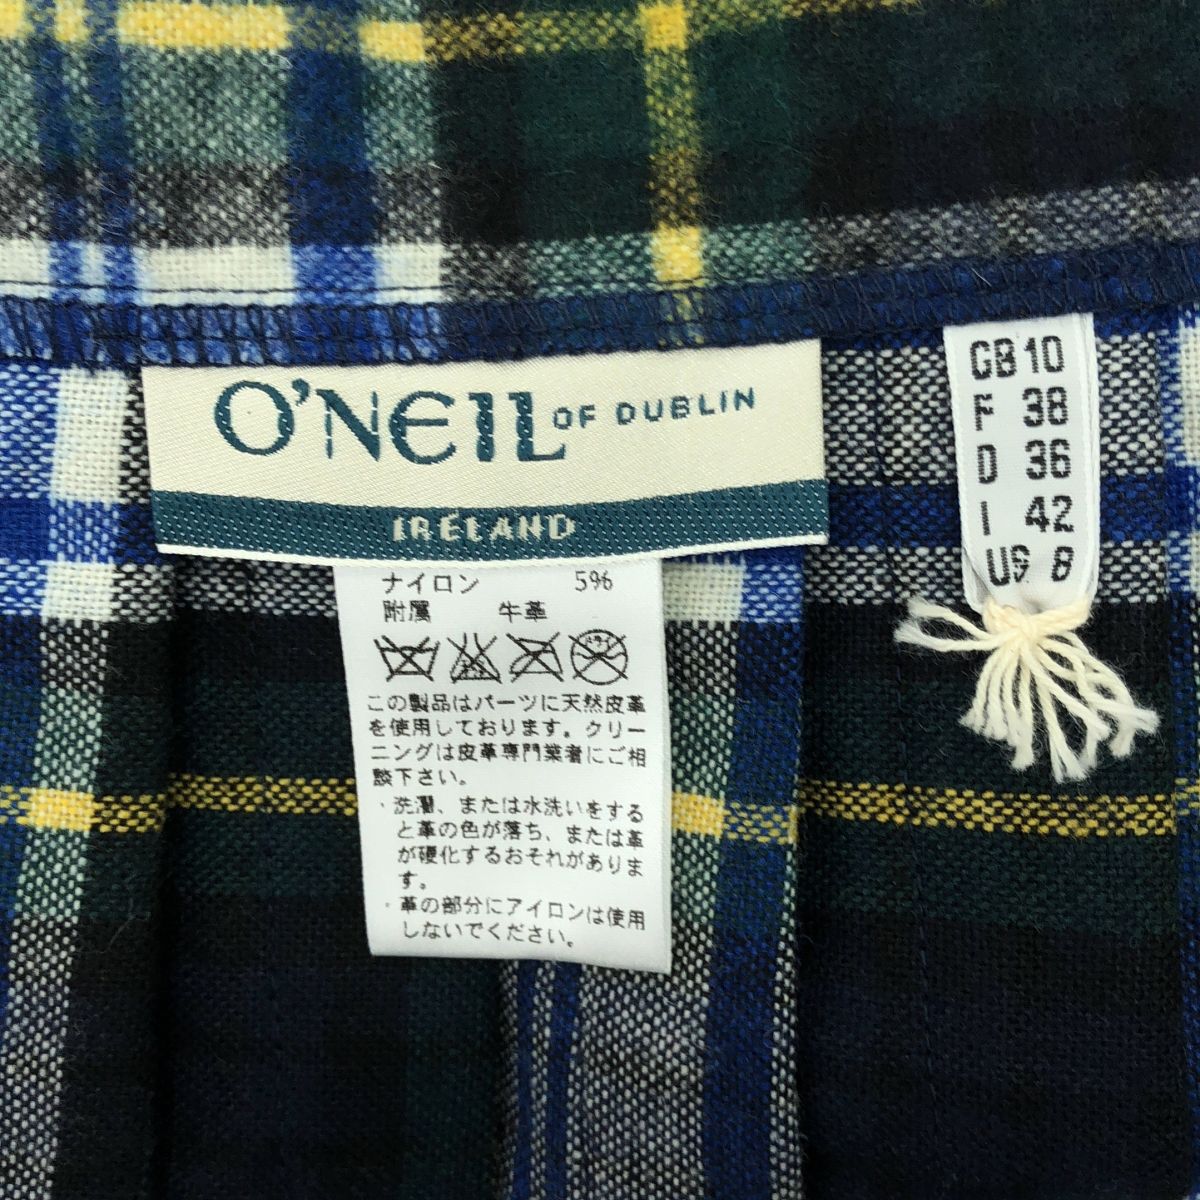 O'NEIL OF DUBLIN
IRELAND
GB 10
F 38
D 36
I 42
US 8
ナイロン 5%
附属 牛革
この製品はパーツに天然皮革
を使用しております。クリー
ニングは皮革専門業者にご相
談下さい。
・洗濯、または水洗いをする
と革の色が落ち、または革
が硬化するおそれがありま
す。
・革の部分にアイロンは使用
しないでください。